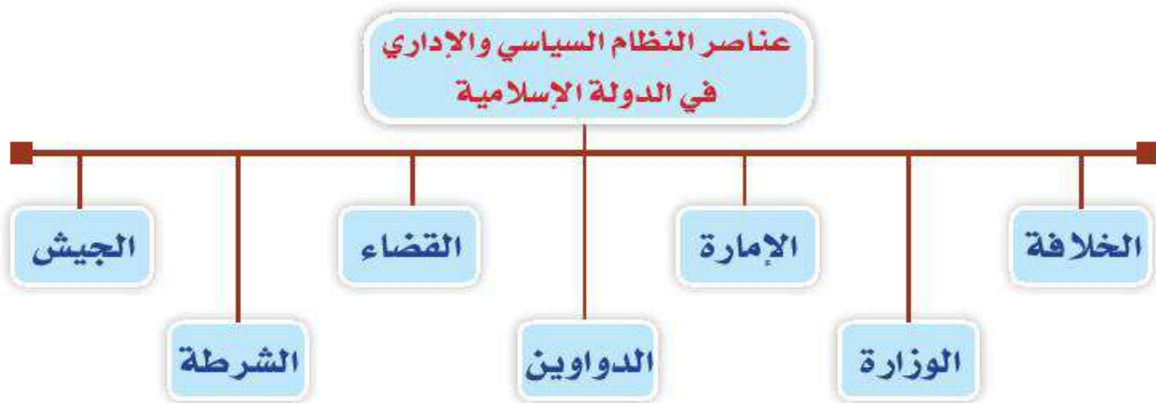 عناصر النظام السياسي والإداري
في الدولة الإسلامية
الخلافة
الوزارة
الإمارة
الدواوين
القضاء
الشرطة
الجيش